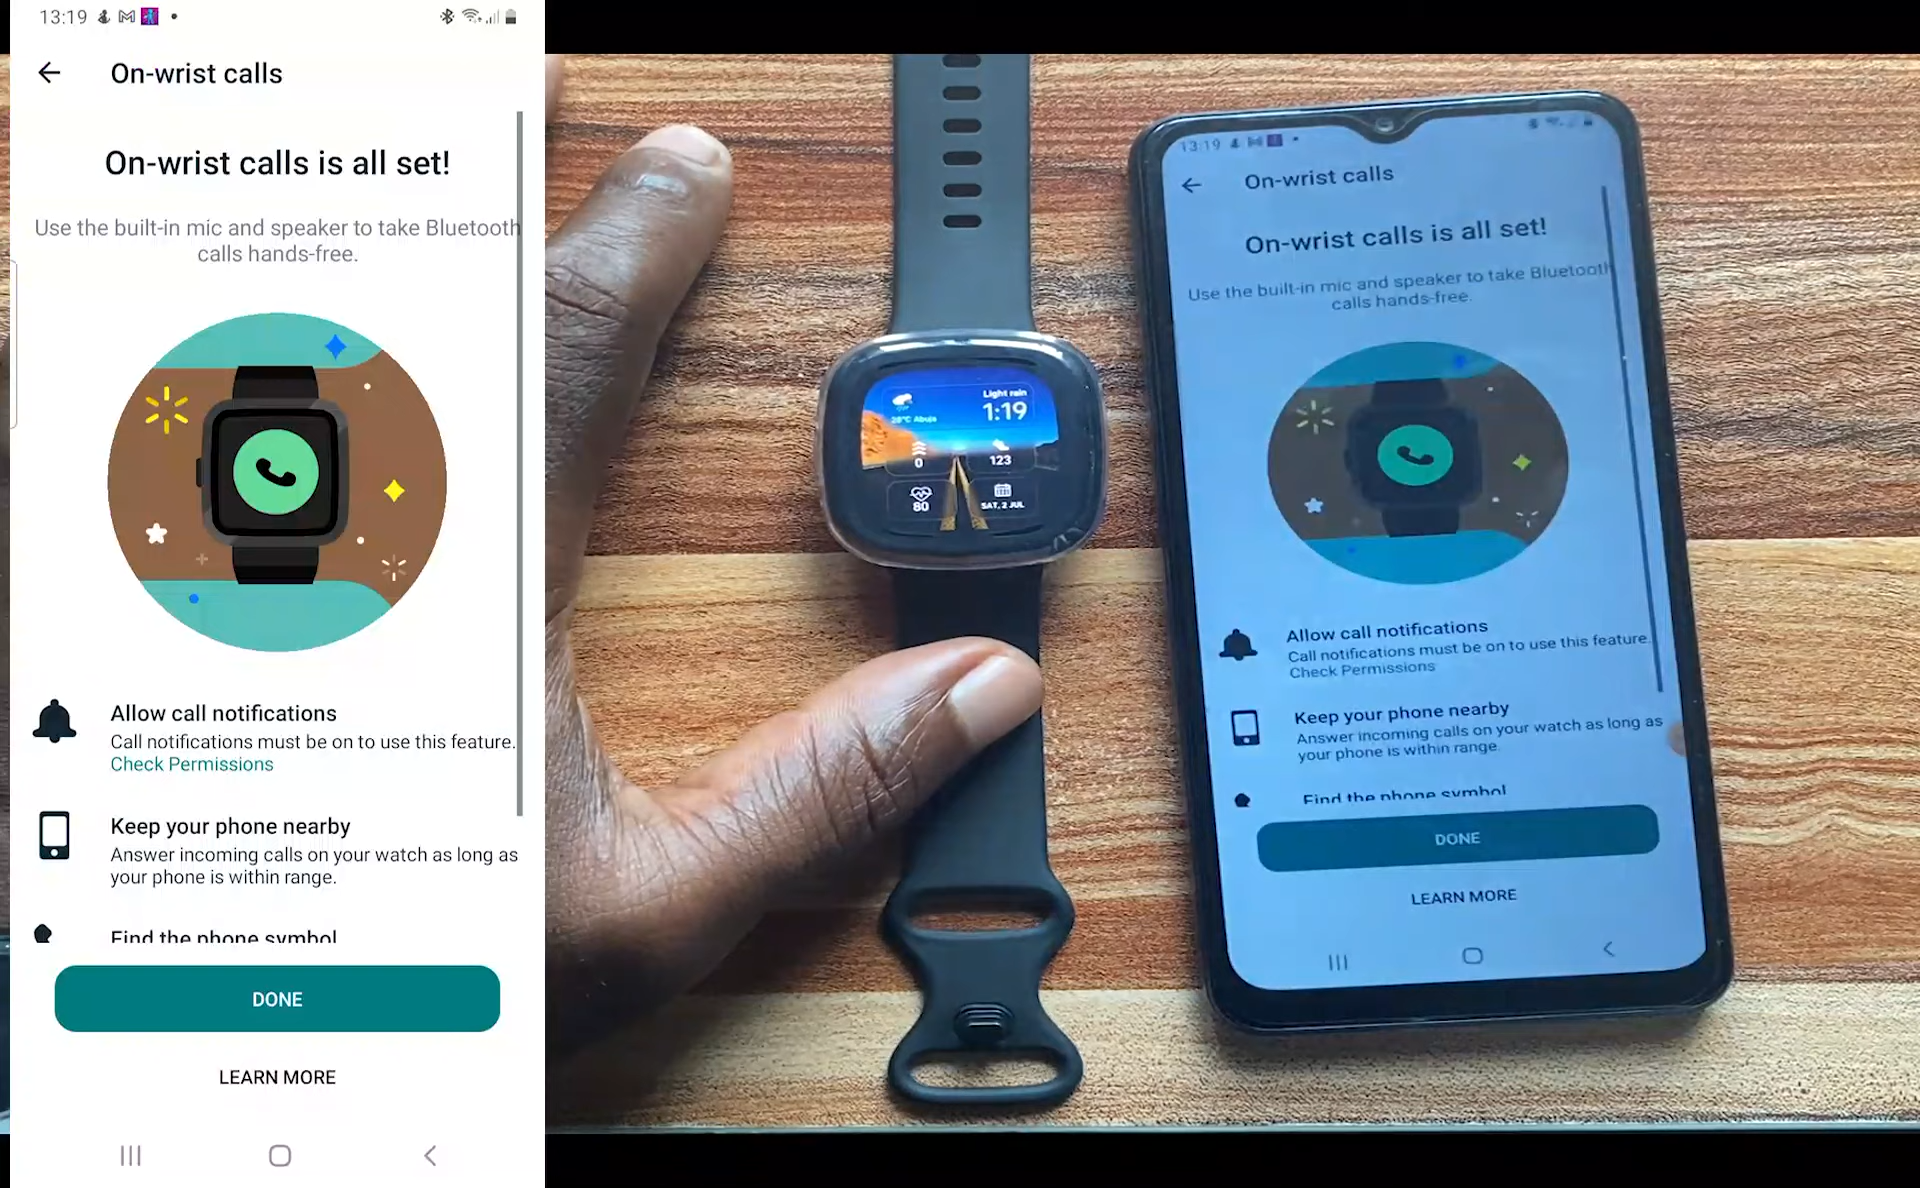 13:19
On-wrist calls
On-wrist calls is all set!
Use the built-in mic and speaker to take Bluetooth
calls hands-free.
Allow call notifications
Call notifications must be on to use this feature.
Check Permissions
Keep your phone nearby
Answer incoming calls on your watch as long as
your phone is within range.
Find the phone symbol
DONE
LEARN MORE
Light rain
1:19
28°C Abuja
0
123
80
SAT, 2 JUL
13:19
On-wrist calls
On-wrist calls is all set!
Use the built-in mic and speaker to take Bluetooth
calls hands-free.
Allow call notifications
Call notifications must be on to use this feature.
Check Permissions
Keep your phone nearby
Answer incoming calls on your watch as long as
your phone is within range.
Find the phone symbol
DONE
LEARN MORE